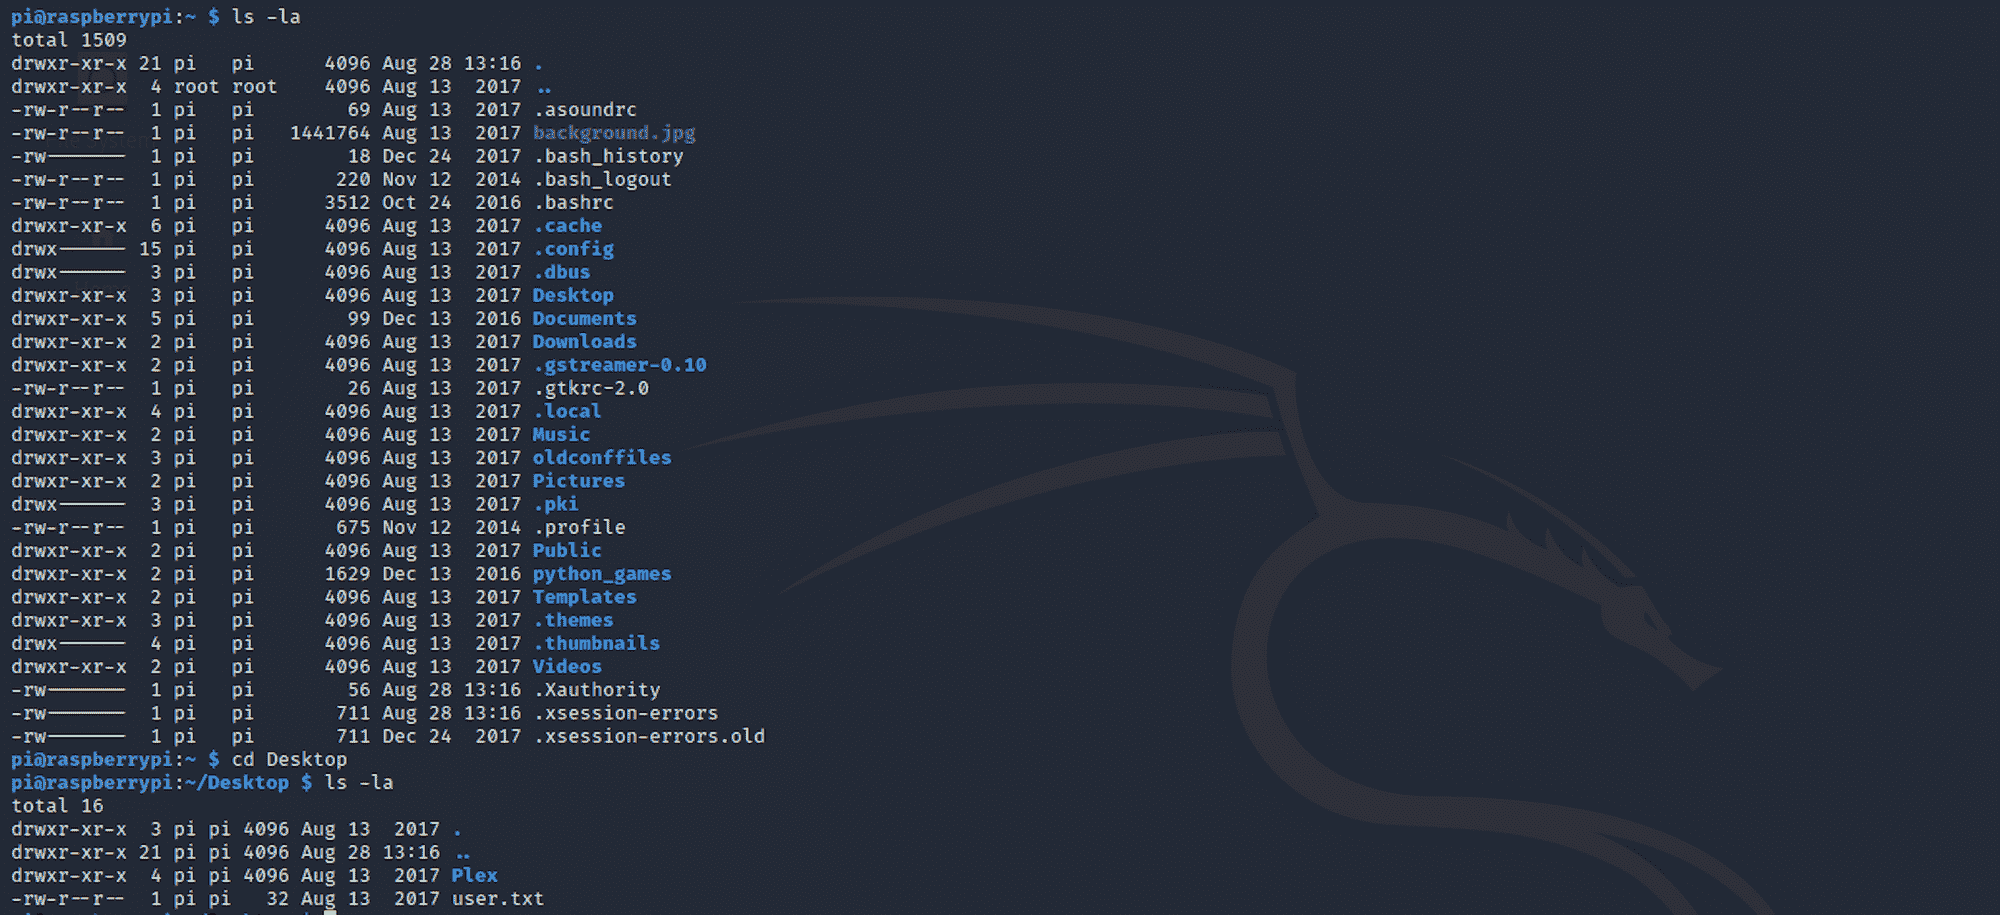 pi@raspberrypi:~ $ ls -la
total 1509
drwxr-xr-x 21 pi   pi      4096 Aug 28 13:16 .
drwxr-xr-x  4 root root    4096 Aug 13  2017 ..
-rw-r--r--  1 pi   pi        69 Aug 13  2017 .asoundrc
-rw-r--r--  1 pi   pi   1441764 Aug 13  2017 background.jpg
-rw-------  1 pi   pi        18 Dec 24  2017 .bash_history
-rw-r--r--  1 pi   pi       220 Nov 12  2014 .bash_logout
-rw-r--r--  1 pi   pi      3512 Oct 24  2016 .bashrc
drwxr-xr-x  6 pi   pi      4096 Aug 13  2017 .cache
drwx------ 15 pi   pi      4096 Aug 13  2017 .config
drwx------  3 pi   pi      4096 Aug 13  2017 .dbus
drwxr-xr-x  3 pi   pi      4096 Aug 13  2017 Desktop
drwxr-xr-x  5 pi   pi        99 Dec 13  2016 Documents
drwxr-xr-x  2 pi   pi      4096 Aug 13  2017 Downloads
drwxr-xr-x  2 pi   pi      4096 Aug 13  2017 .gstreamer-0.10
-rw-r--r--  1 pi   pi        26 Aug 13  2017 .gtkrc-2.0
drwxr-xr-x  4 pi   pi      4096 Aug 13  2017 .local
drwxr-xr-x  2 pi   pi      4096 Aug 13  2017 Music
drwxr-xr-x  3 pi   pi      4096 Aug 13  2017 oldconffiles
drwxr-xr-x  2 pi   pi      4096 Aug 13  2017 Pictures
drwx------  3 pi   pi      4096 Aug 13  2017 .pki
-rw-r--r--  1 pi   pi       675 Nov 12  2014 .profile
drwxr-xr-x  2 pi   pi      4096 Aug 13  2017 Public
drwxr-xr-x  2 pi   pi      1629 Dec 13  2016 python_games
drwxr-xr-x  2 pi   pi      4096 Aug 13  2017 Templates
drwxr-xr-x  3 pi   pi      4096 Aug 13  2017 .themes
drwx------  4 pi   pi      4096 Aug 13  2017 .thumbnails
drwxr-xr-x  2 pi   pi      4096 Aug 13  2017 Videos
-rw-------  1 pi   pi        56 Aug 28 13:16 .Xauthority
-rw-------  1 pi   pi       711 Aug 28 13:16 .xsession-errors
-rw-------  1 pi   pi       711 Dec 24  2017 .xsession-errors.old
pi@raspberrypi:~ $ cd Desktop
pi@raspberrypi:~/Desktop $ ls -la
total 16
drwxr-xr-x  3 pi pi 4096 Aug 13  2017 .
drwxr-xr-x 21 pi pi 4096 Aug 28 13:16 ..
drwxr-xr-x  4 pi pi 4096 Aug 13  2017 Plex
-rw-r--r--  1 pi pi   32 Aug 13  2017 user.txt